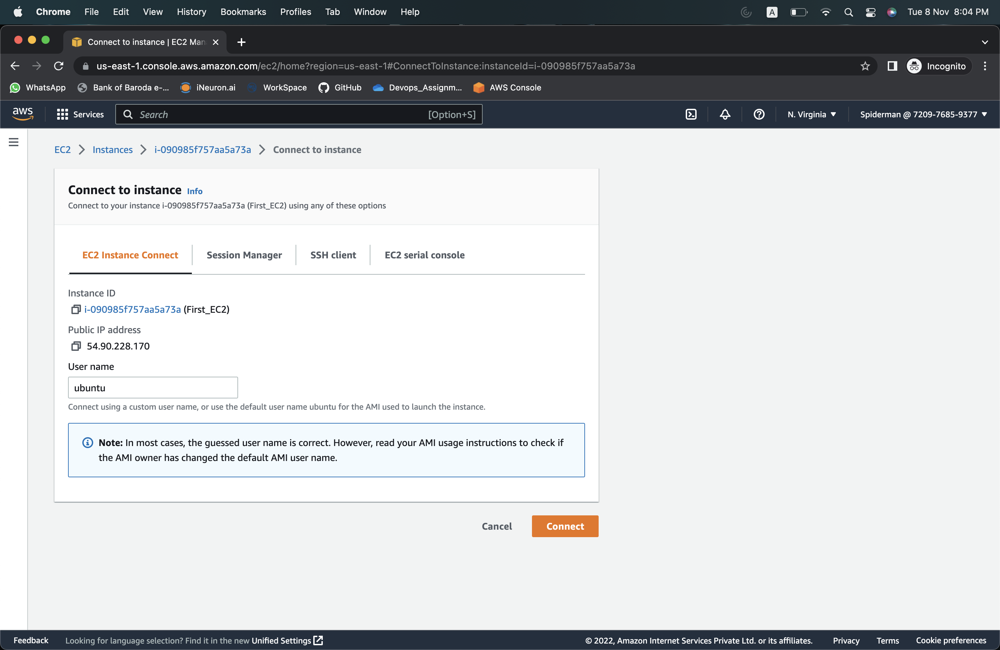 Chrome File Edit View History Bookmarks Profiles Tab Window Help A Tue 8 Nov 8:04 PM
Connect to instance | EC2 Man
us-east-1.console.aws.amazon.com/ec2/home?region=us-east-1#ConnectToInstance:instanceId=i-090985f757aa5a73a Incognito
WhatsApp Bank of Baroda e-... iNeuron.ai WorkSpace GitHub Devops_Assignm... AWS Console
aws Services Search [Option+S] N. Virginia Spiderman @ 7209-7685-9377
EC2 Instances i-090985f757aa5a73a Connect to instance
Connect to instance Info
Connect to your instance i-090985f757aa5a73a (First_EC2) using any of these options
EC2 Instance Connect Session Manager SSH client EC2 serial console
Instance ID
i-090985f757aa5a73a (First_EC2)
Public IP address
54.90.228.170
User name
ubuntu
Connect using a custom user name, or use the default user name ubuntu for the AMI used to launch the instance.
Note: In most cases, the guessed user name is correct. However, read your AMI usage instructions to check if
the AMI owner has changed the default AMI user name.
Cancel Connect
Feedback Looking for language selection? Find it in the new Unified Settings © 2022, Amazon Internet Services Private Ltd. or its affiliates. Privacy Terms Cookie preferences